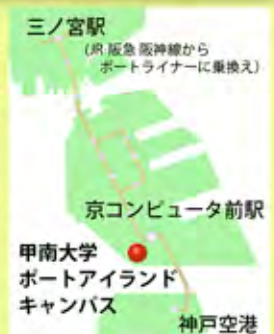 三ノ宮駅
(JR 阪急 阪神線から
ポートライナーに乗換え)
京コンピュータ前駅
甲南大学
ポートアイランド
キャンパス
神戸空港